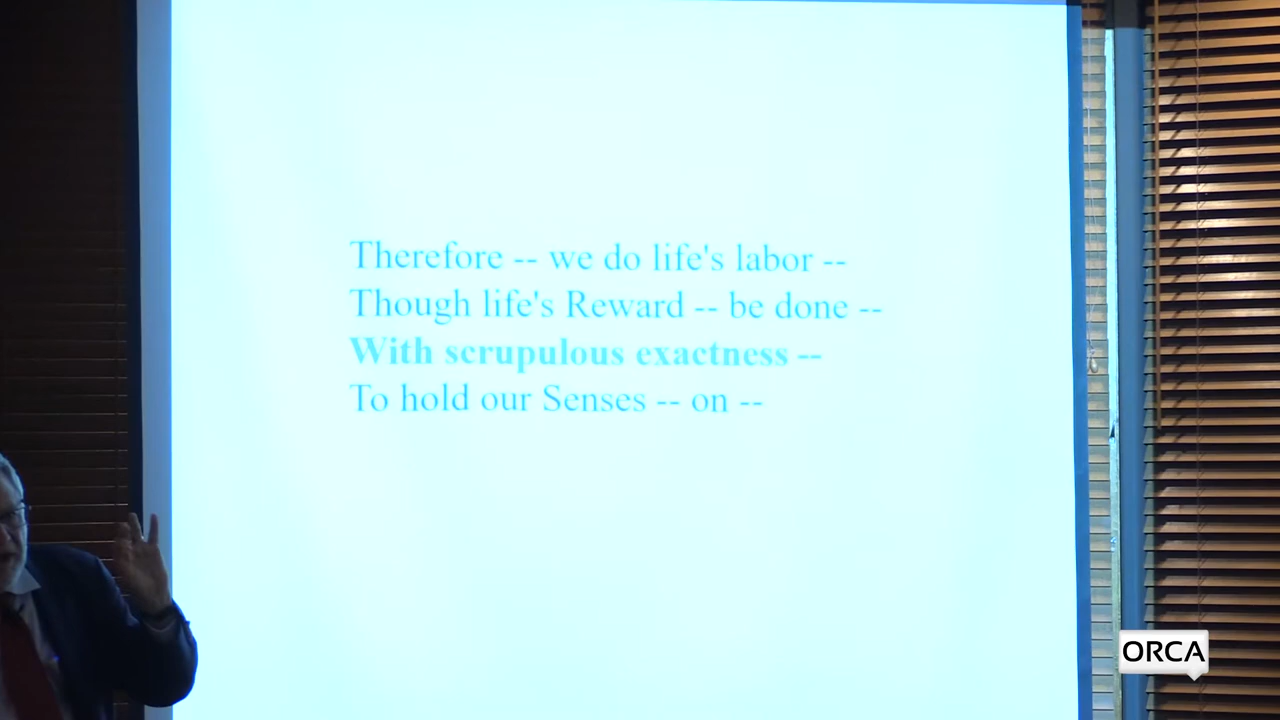 Therefore -- we do life's labor --
Though life's Reward -- be done --
With scrupulous exactness --
To hold our Senses -- on --
ORCA